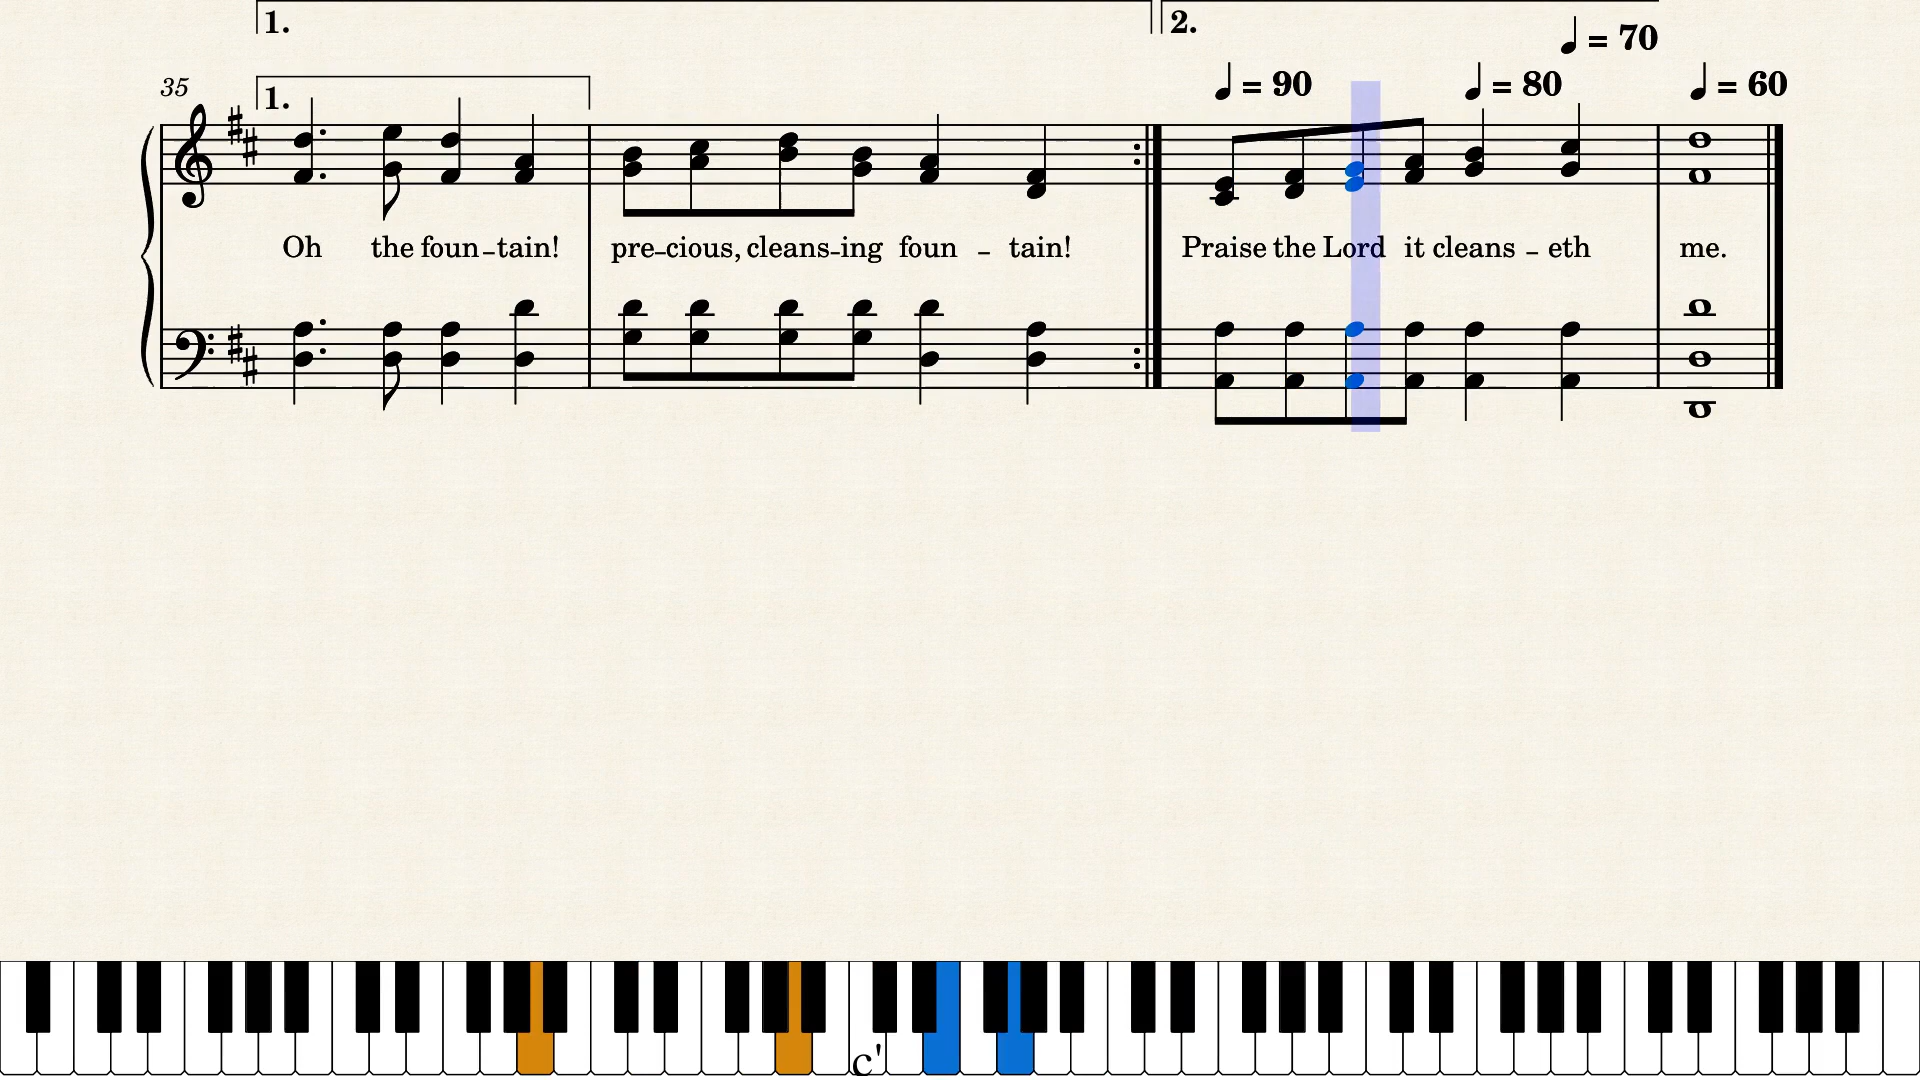 1. 2.
♩ = 70
35 1. ♩ = 90 ♩ = 80 ♩ = 60
Oh the foun–tain! pre–cious, cleans–ing foun – tain! Praise the Lord it cleans – eth me.
c'